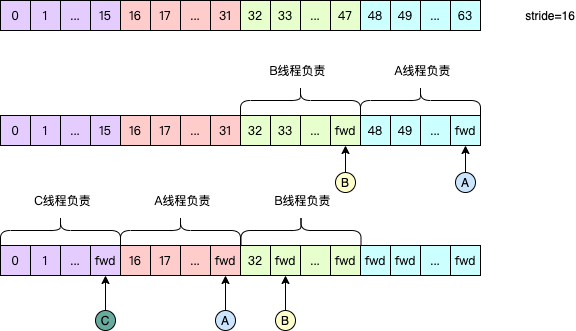 0 1 ... 15 16 17 ... 31 32 33 ... 47 48 49 ... 63 stride=16
B线程负责 A线程负责
0 1 ... 15 16 17 ... 31 32 33 ... fwd 48 49 ... fwd
B A
C线程负责 A线程负责 B线程负责
0 1 ... fwd 16 17 ... fwd 32 fwd ... fwd fwd fwd ... fwd
C A B